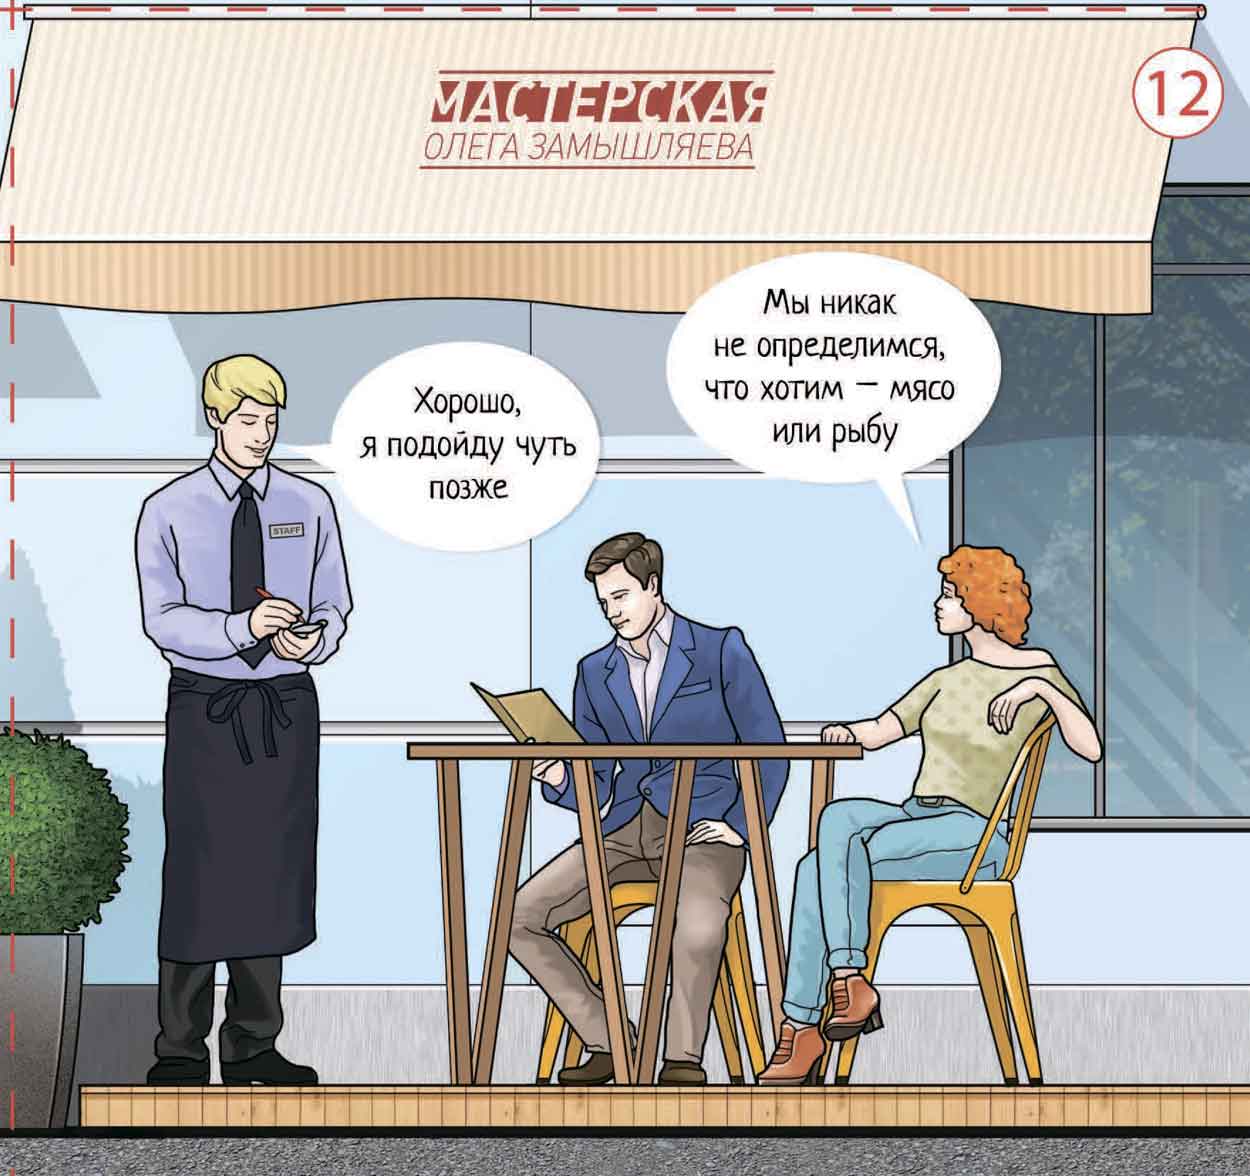 МАСТЕРСКАЯ
ОЛЕГА ЗАМЫШЛЯЕВА
12
Мы никак
не определимся,
что хотим – мясо
или рыбу
Хорошо,
я подойду чуть
позже
STAFF